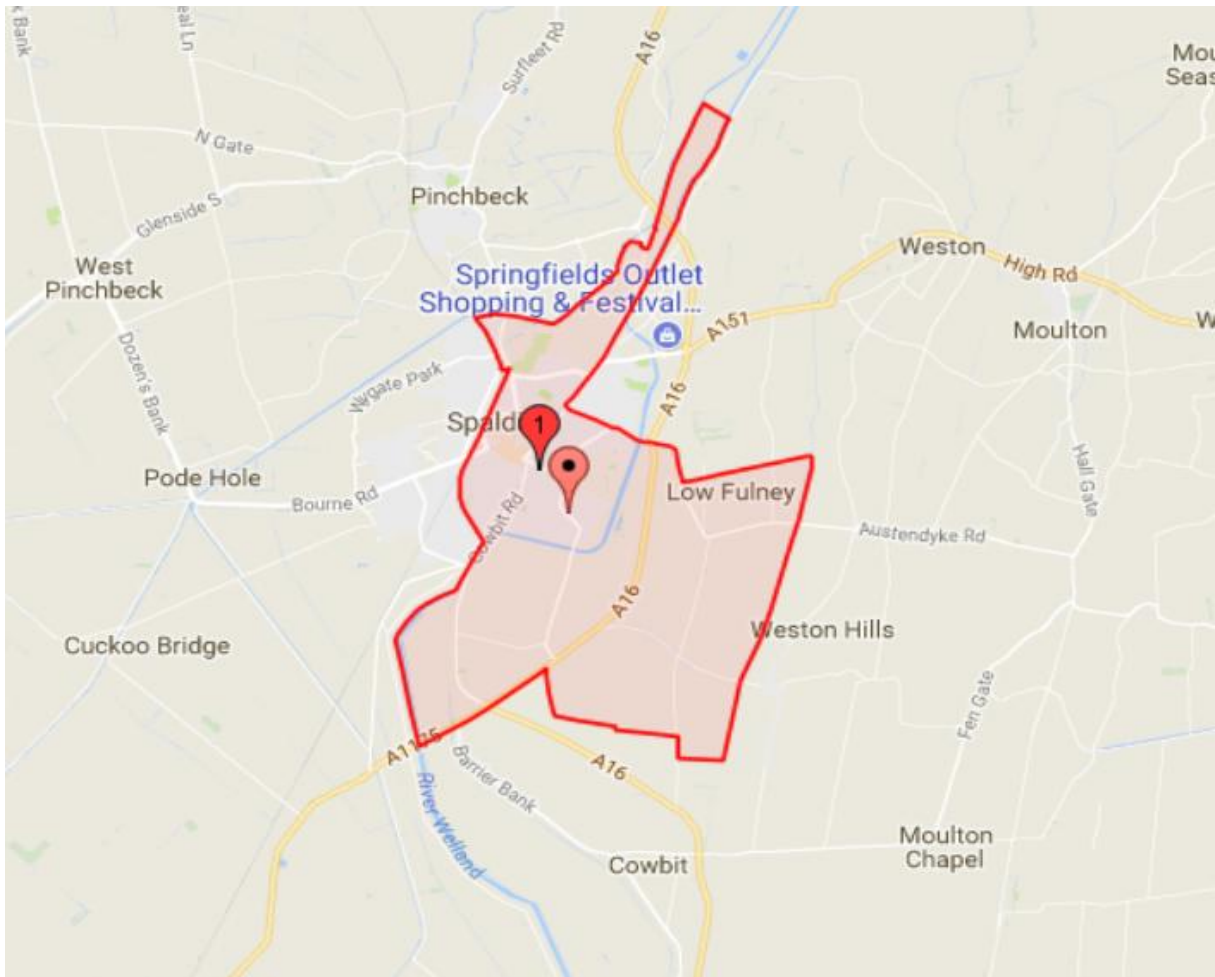 k Bank
eal Ln
Surfleet Rd
A16
Mou
Seas
N Gate
Pinchbeck
Glenside S
West
Pinchbeck
Weston
High Rd
Springfields Outlet
Shopping & Festival...
Moulton
W
A151
Dozen's Bank
Wygate Park
A16
Spaldi
1
Pode Hole
Bourne Rd
Cowbit Rd
Low Fulney
Hall Gate
Austendyke Rd
A16
Weston Hills
Cuckoo Bridge
Fen Gate
A1175
Barrier Bank
A16
River Welland
Moulton
Chapel
Cowbit